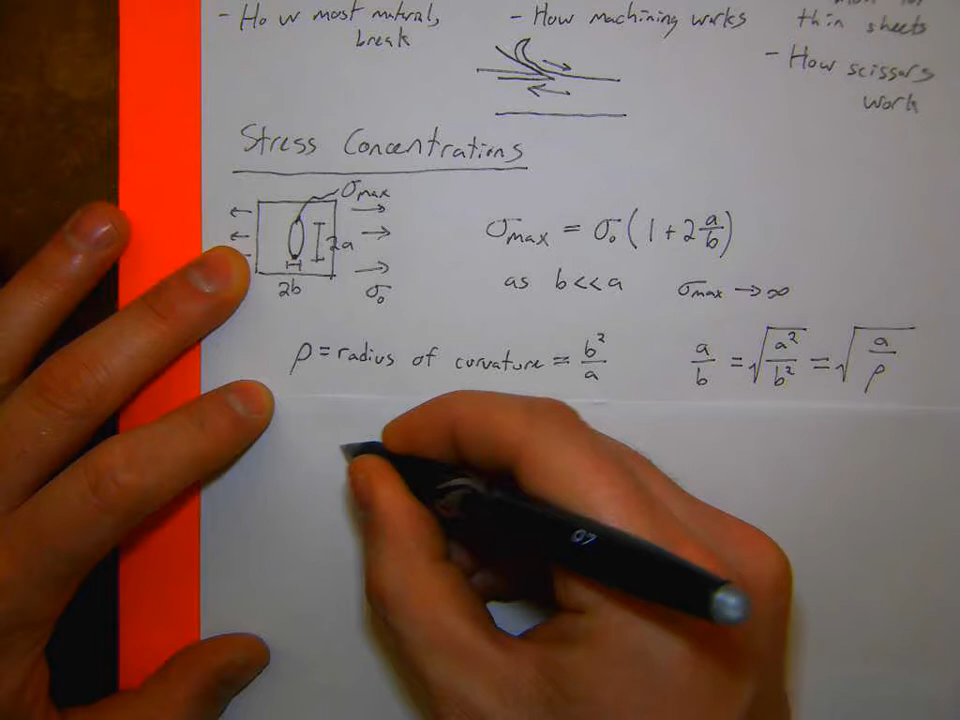 - How most material,
break
- How machining works
thin sheets
- How scissors
work
Stress Concentrations
σmax
2a
2b
σ₀
σmax = σ₀(1+2 a/b)
as b<<a σmax → ∞
ρ = radius of curvature = b²/a
a/b = √(a²/b²) = √(a/ρ)
07